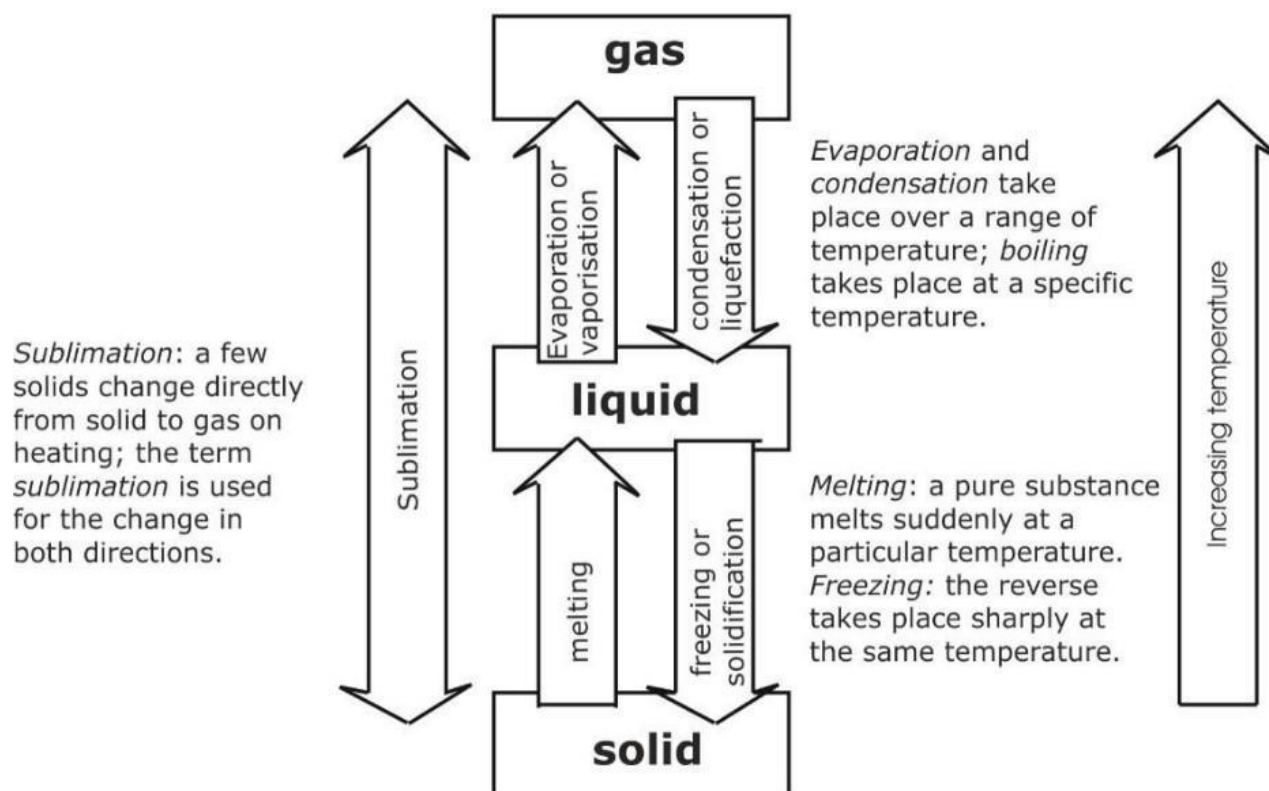 gas
Evaporation or
vaporisation
condensation or
liquefaction
Evaporation and
condensation take
place over a range of
temperature; boiling
takes place at a specific
temperature.
Sublimation: a few
solids change directly
from solid to gas on
heating; the term
sublimation is used
for the change in
both directions.
Sublimation
liquid
Increasing temperature
melting
freezing or
solidification
Melting: a pure substance
melts suddenly at a
particular temperature.
Freezing: the reverse
takes place sharply at
the same temperature.
solid